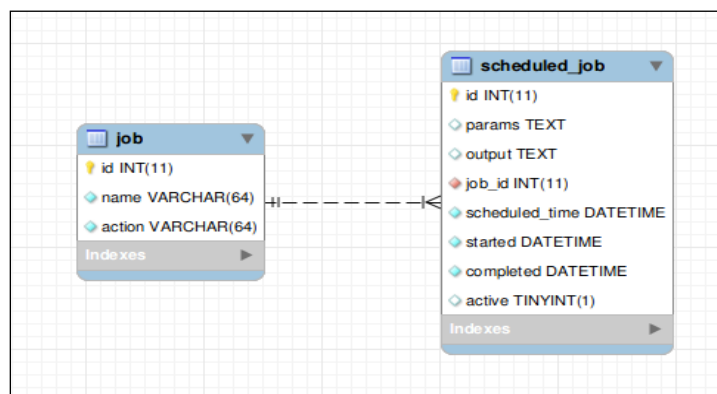 job
id INT(11)
name VARCHAR(64)
action VARCHAR(64)
Indexes
scheduled_job
id INT(11)
params TEXT
output TEXT
job_id INT(11)
scheduled_time DATETIME
started DATETIME
completed DATETIME
active TINYINT(1)
Indexes